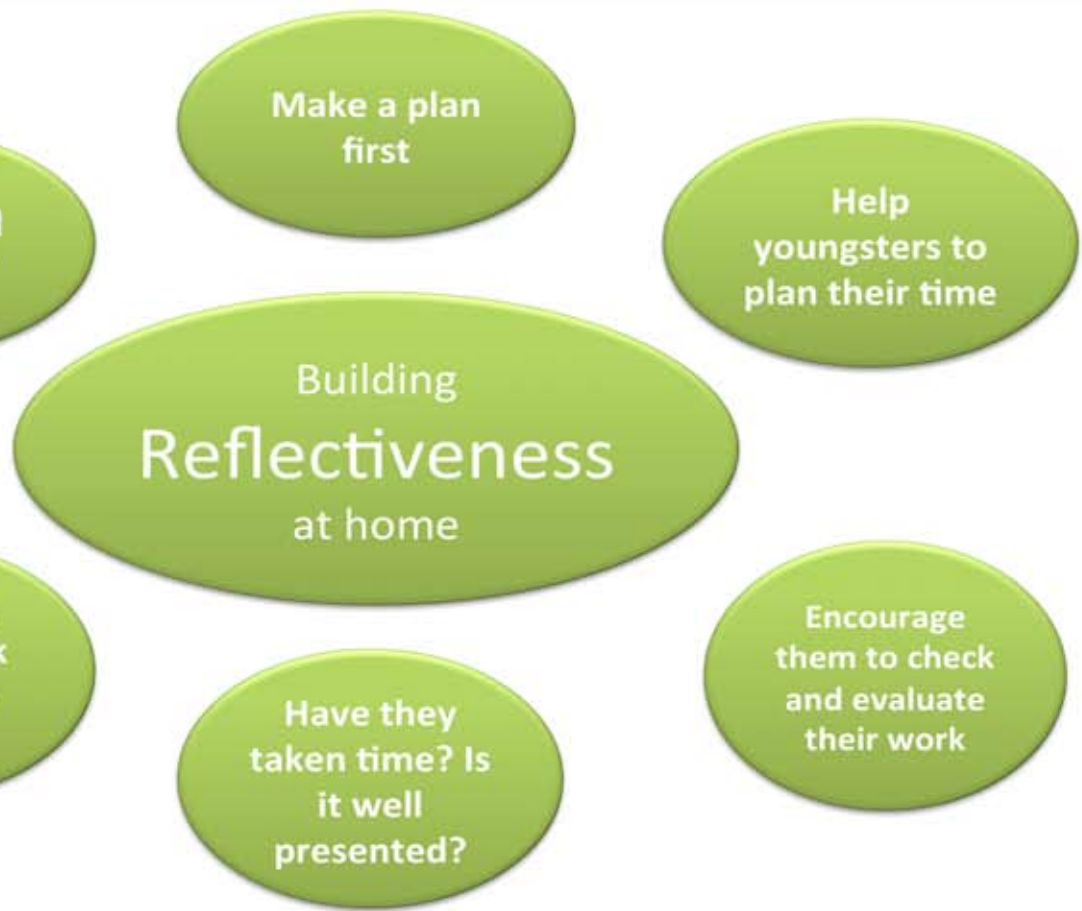 Make a plan
first
Help
youngsters to
plan their time
Building
Reflectiveness
at home
Encourage
them to check
and evaluate
their work
Have they
taken time? Is
it well
presented?